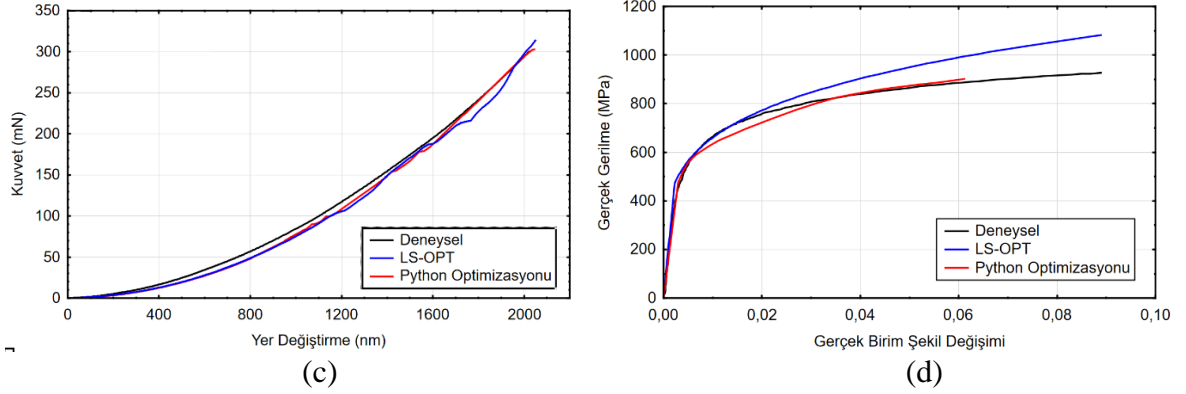 350
300
250
200
150
100
50
0
Kuvvet (mN)
0 400 800 1200 1600 2000
Yer Değiştirme (nm)
Deneysel
LS-OPT
Python Optimizasyonu
(c)
1200
1000
800
600
400
200
0
Gerçek Gerilme (MPa)
0,00 0,02 0,04 0,06 0,08 0,10
Gerçek Birim Şekil Değişimi
Deneysel
LS-OPT
Python Optimizasyonu
(d)